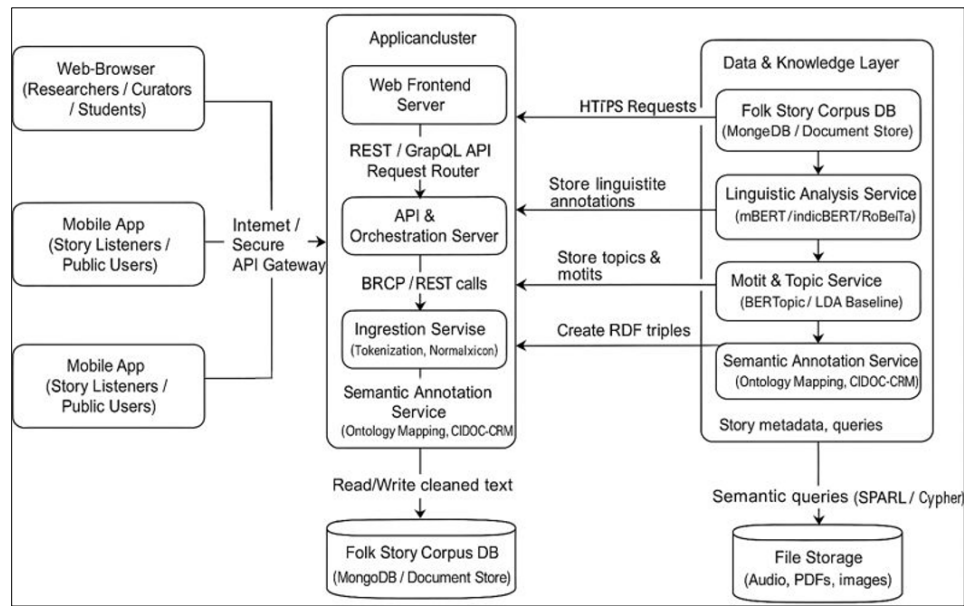 Web-Browser
(Researchers / Curators
/ Students)
Mobile App
(Story Listeners /
Public Users)
Mobile App
(Story Listeners /
Public Users)
Internet /
Secure
API Gateway
Applicancluster
Web Frontend
Server
REST / GrapQL API
Request Router
API &
Orchestration Server
BRCP / REST calls
Ingestion Servise
(Tokenization, Normalxicon)
Semantic Annotation
Service
(Ontology Mapping, CIDOC-CRM
Read/Write cleaned text
Folk Story Corpus DB
(MongoDB / Document Store)
HTiPS Requests
Store linguistite
annotations
Store topics &
motits
Create RDF triples
Data & Knowledge Layer
Folk Story Corpus DB
(MongeDB / Document Store)
Linguistic Analysis Service
(mBERT/indicBERT/RoBeiTa)
Motit & Topic Service
(BERTopic / LDA Baseline)
Semantic Annotation Service
(Ontology Mapping, CIDOC-CRM)
Story metadata, queries
Semantic queries (SPARL / Cypher)
File Storage
(Audio, PDFs, images)